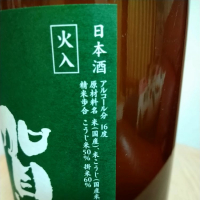 日本酒
火入
アルコール分 16度
原材料名 米(国産)、米こうじ(国産米
精米歩合 こうじ米50% 掛米60%
賀